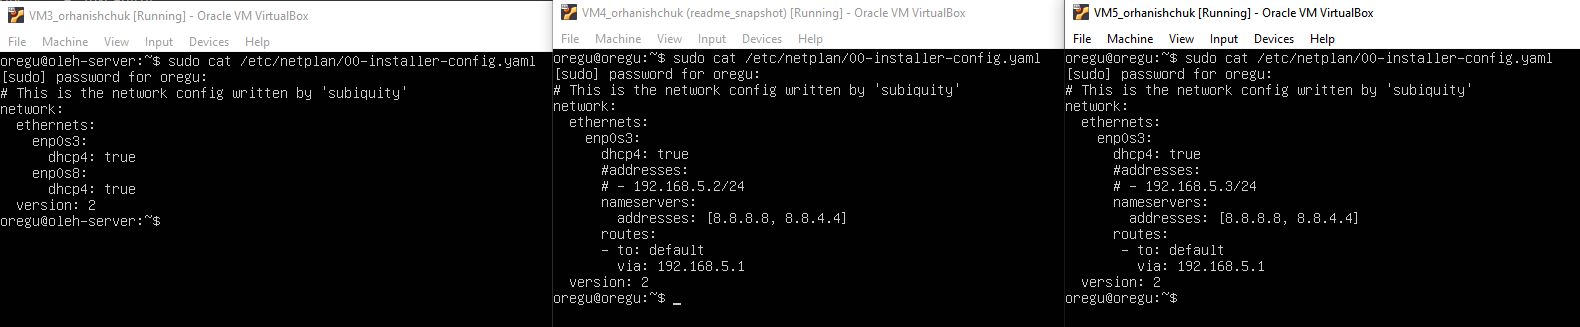 VM3_orhanishchuk [Running] - Oracle VM VirtualBox
File Machine View Input Devices Help
oregu@oleh-server:~$ sudo cat /etc/netplan/00-installer-config.yaml
[sudo] password for oregu:
# This is the network config written by 'subiquity'
network:
  ethernets:
    enp0s3:
      dhcp4: true
    enp0s8:
      dhcp4: true
  version: 2
oregu@oleh-server:~$
VM4_orhanishchuk (readme_snapshot) [Running] - Oracle VM VirtualBox
File Machine View Input Devices Help
oregu@oregu:~$ sudo cat /etc/netplan/00-installer-config.yaml
[sudo] password for oregu:
# This is the network config written by 'subiquity'
network:
  ethernets:
    enp0s3:
      dhcp4: true
      #addresses:
      # - 192.168.5.2/24
      nameservers:
        addresses: [8.8.8.8, 8.8.4.4]
      routes:
      - to: default
        via: 192.168.5.1
  version: 2
oregu@oregu:~$ _
VM5_orhanishchuk [Running] - Oracle VM VirtualBox
File Machine View Input Devices Help
oregu@oregu:~$ sudo cat /etc/netplan/00-installer-config.yaml
[sudo] password for oregu:
# This is the network config written by 'subiquity'
network:
  ethernets:
    enp0s3:
      dhcp4: true
      #addresses:
      # - 192.168.5.3/24
      nameservers:
        addresses: [8.8.8.8, 8.8.4.4]
      routes:
       - to: default
         via: 192.168.5.1
  version: 2
oregu@oregu:~$